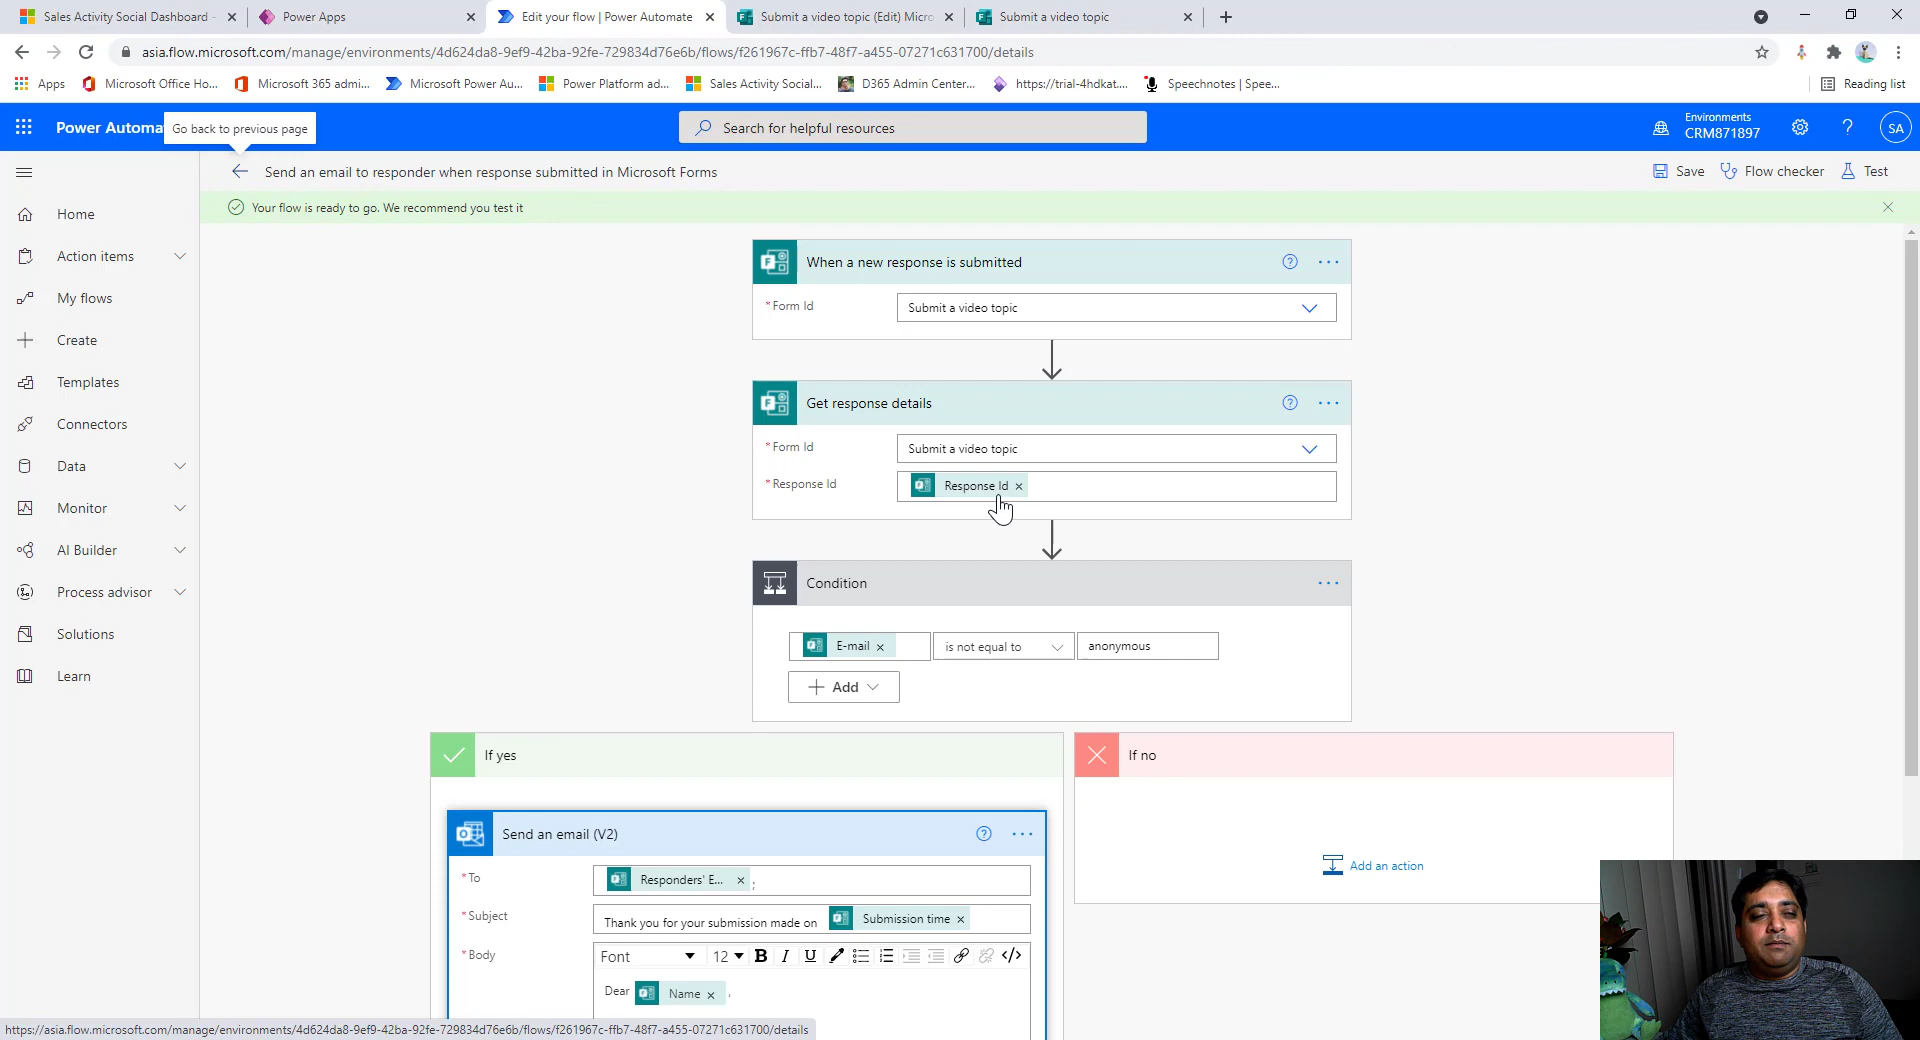 Sales Activity Social Dashboard -
Power Apps
Edit your flow | Power Automate
Submit a video topic (Edit) Micro
Submit a video topic
asia.flow.microsoft.com/manage/environments/4d624da8-9ef9-42ba-92fe-729834d76e6b/flows/f261967c-ffb7-48f7-a455-07271c631700/details
Apps
Microsoft Office Ho...
Microsoft 365 admi...
Microsoft Power Au...
Power Platform ad...
Sales Activity Social...
D365 Admin Center...
https://trial-4hdkat....
Speechnotes | Spee...
Reading list
Power Automa
Go back to previous page
Search for helpful resources
Environments
CRM871897
?
SA
Send an email to responder when response submitted in Microsoft Forms
Save
Flow checker
Test
Your flow is ready to go. We recommend you test it
Home
Action items
My flows
Create
Templates
Connectors
Data
Monitor
AI Builder
Process advisor
Solutions
Learn
When a new response is submitted
* Form Id
Submit a video topic
Get response details
* Form Id
Submit a video topic
* Response Id
Response Id ×
Condition
E-mail ×
is not equal to
anonymous
Add
If yes
If no
Send an email (V2)
* To
Responders' E... × ;
* Subject
Thank you for your submission made on Submission time ×
* Body
Font
12
B I U
</>
Dear Name × ,
Add an action
https://asia.flow.microsoft.com/manage/environments/4d624da8-9ef9-42ba-92fe-729834d76e6b/flows/f261967c-ffb7-48f7-a455-07271c631700/details